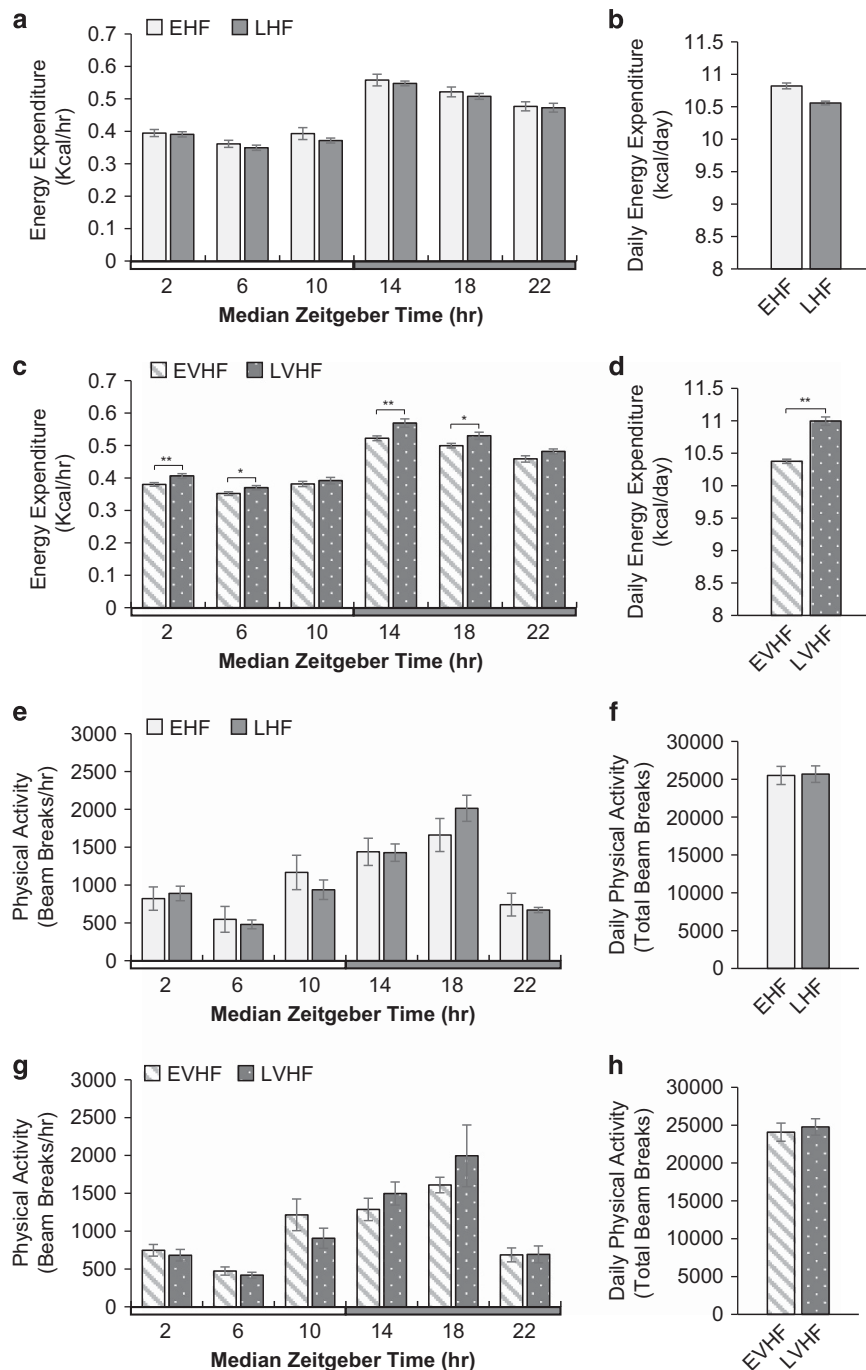 a
EHF LHF
Energy Expenditure
(Kcal/hr)
0.7
0.6
0.5
0.4
0.3
0.2
0.1
0
2 6 10 14 18 22
Median Zeitgeber Time (hr)
b
Daily Energy Expenditure
(kcal/day)
11.5
11
10.5
10
9.5
9
8.5
8
EHF LHF
c
EVHF LVHF
Energy Expenditure
(Kcal/hr)
0.7
0.6
0.5
0.4
0.3
0.2
0.1
0
** * ** *
2 6 10 14 18 22
Median Zeitgeber Time (hr)
d
Daily Energy Expenditure
(kcal/day)
11.5
11
10.5
10
9.5
9
8.5
8
**
EVHF LVHF
e
EHF LHF
Physical Activity
(Beam Breaks/hr)
3000
2500
2000
1500
1000
500
0
2 6 10 14 18 22
Median Zeitgeber Time (hr)
f
Daily Physical Activity
(Total Beam Breaks)
30000
25000
20000
15000
10000
5000
0
EHF LHF
g
EVHF LVHF
Physical Activity
(Beam Breaks/hr)
3000
2500
2000
1500
1000
500
0
2 6 10 14 18 22
Median Zeitgeber Time (hr)
h
Daily Physical Activity
(Total Beam Breaks)
30000
25000
20000
15000
10000
5000
0
EVHF LVHF